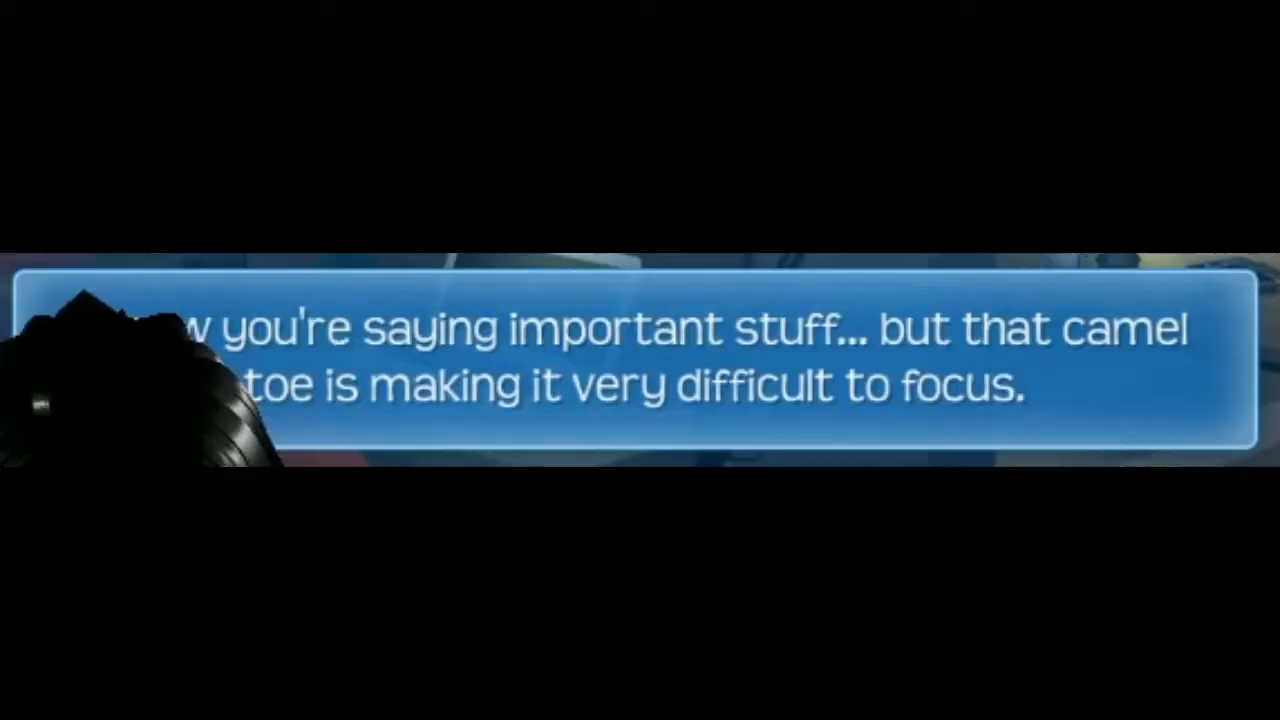 you're saying important stuff... but that camel
toe is making it very difficult to focus.